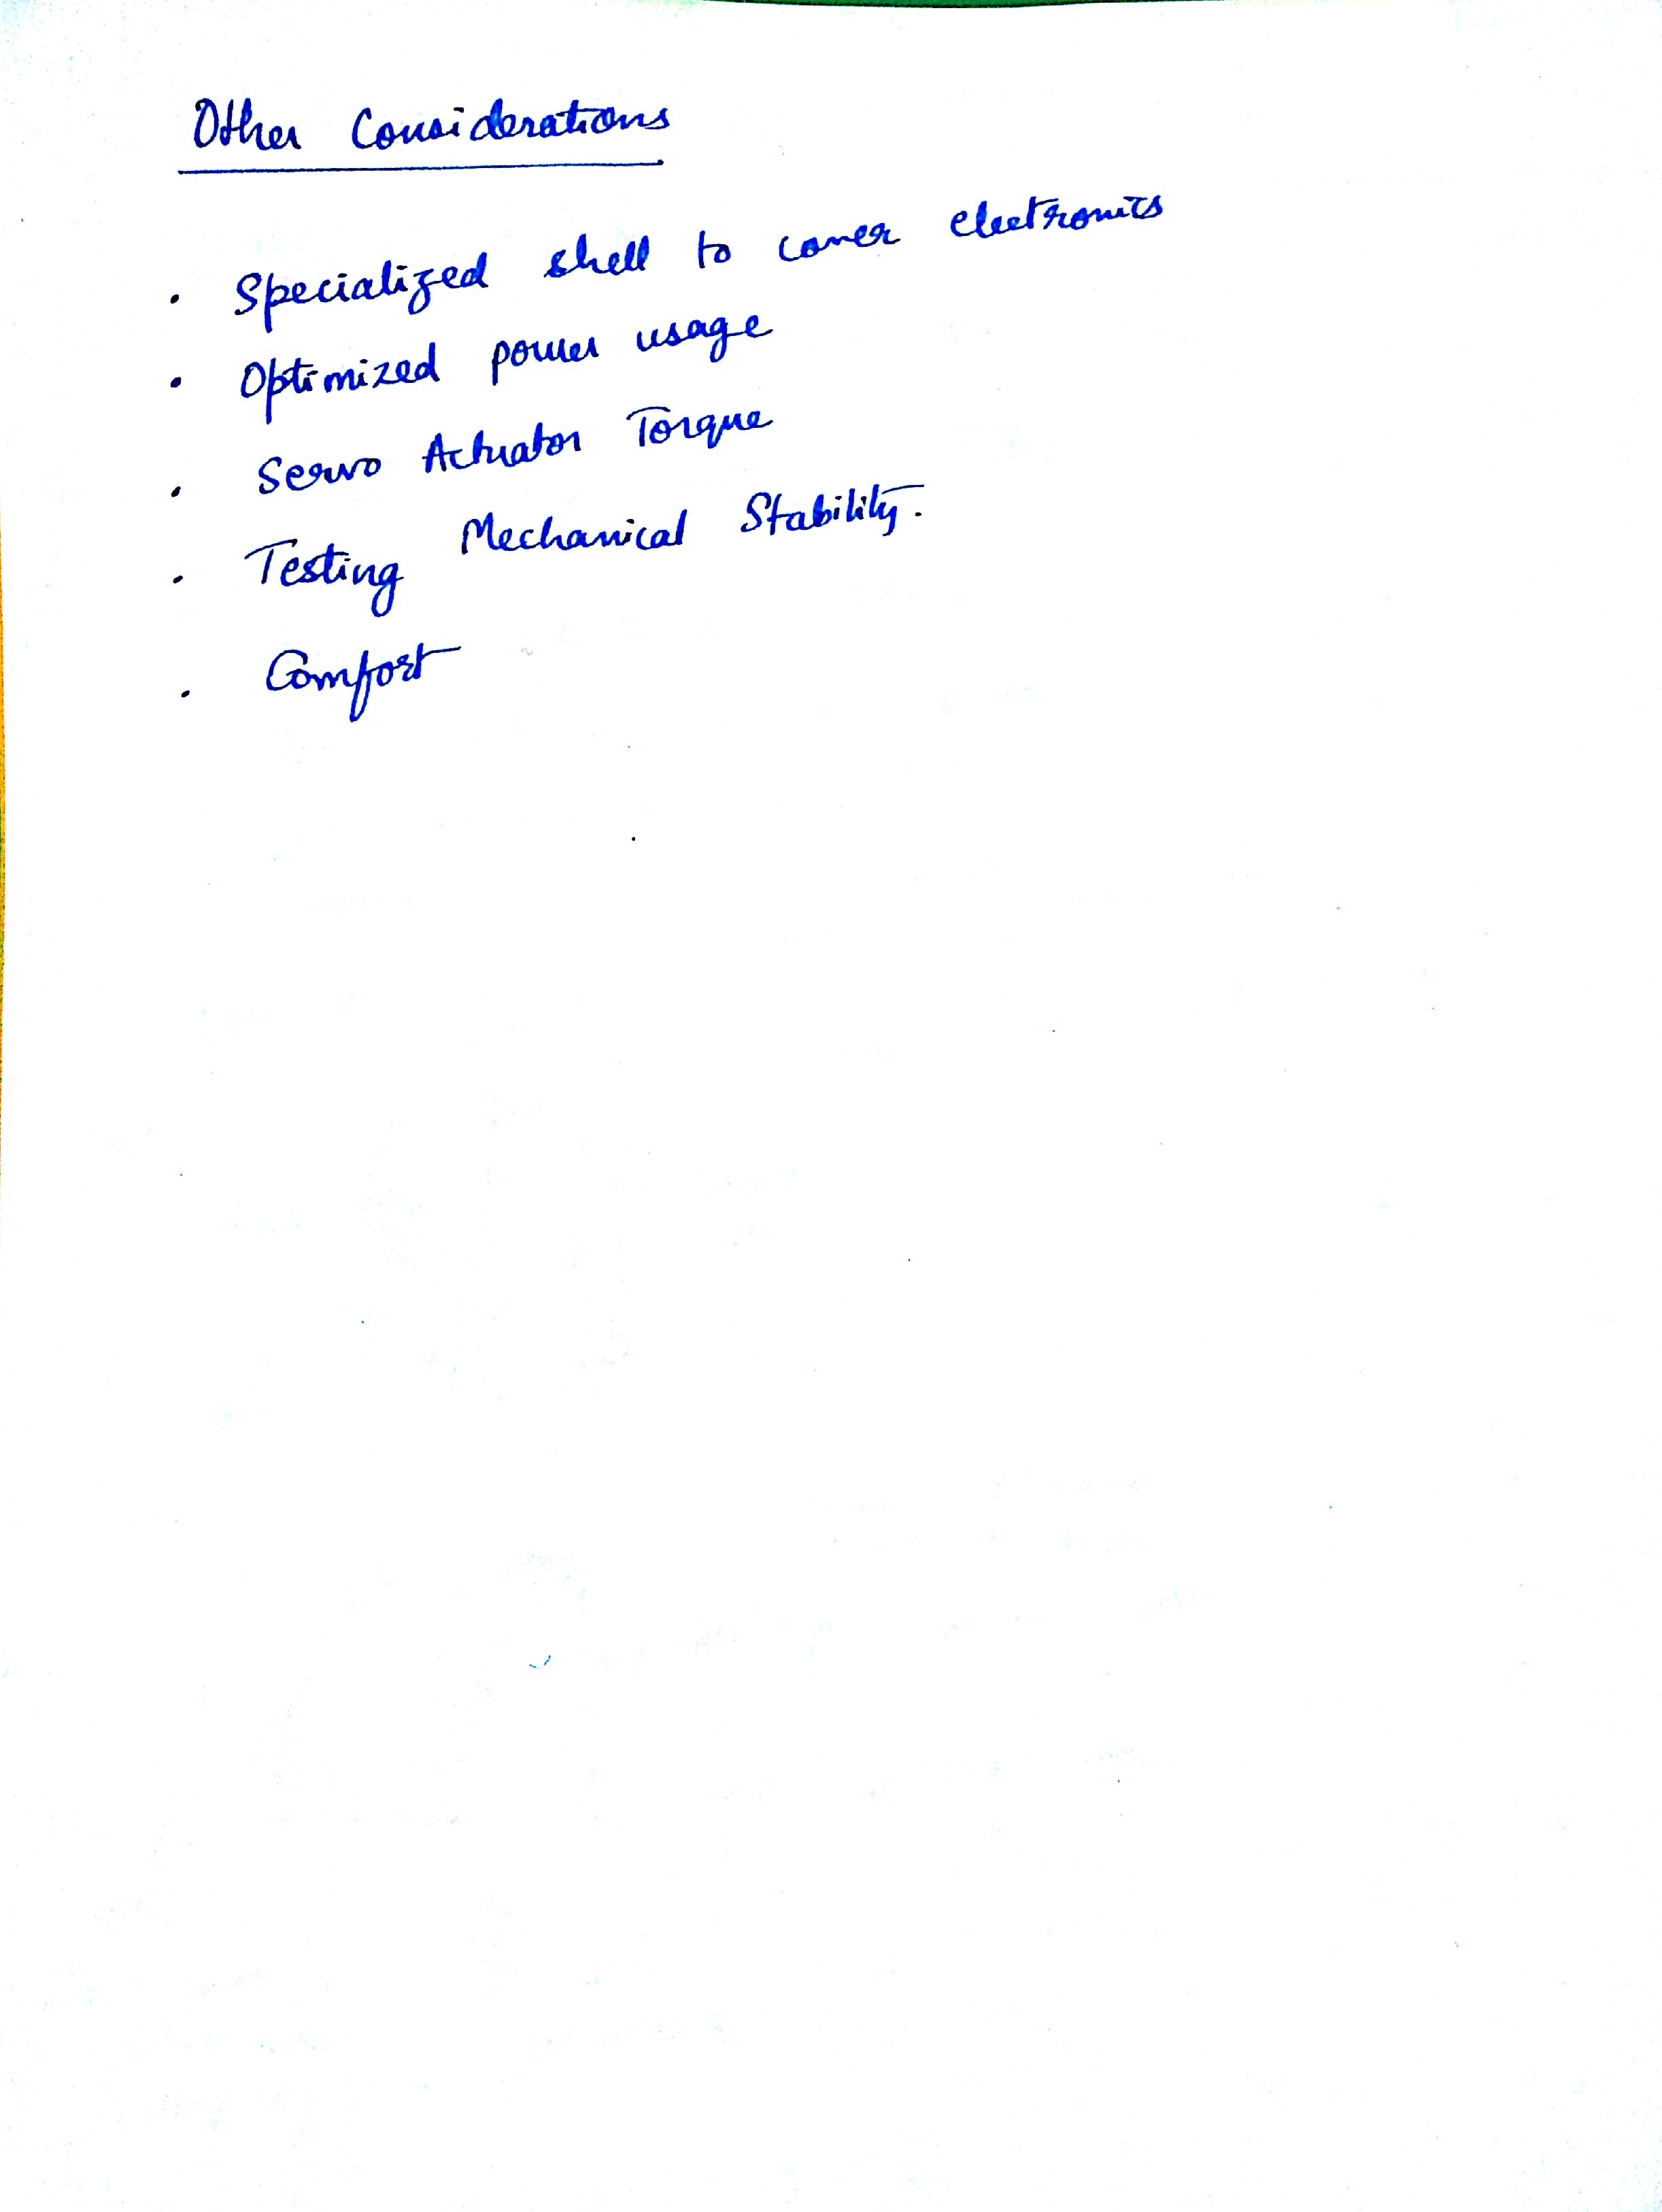 Other Considerations
• Specialized shell to cover electronics
• Optimized power usage
• Servo Actuator Torque
• Testing Mechanical Stability.
• Comfort